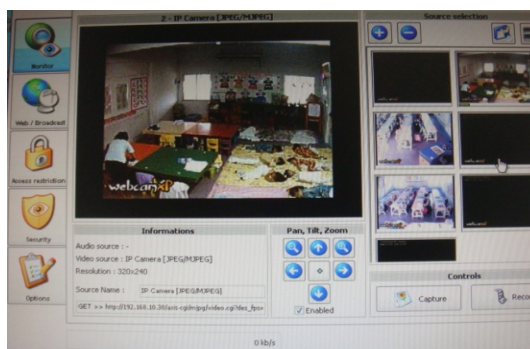 2 - IP Camera [JPEG/MJPEG]
Source selection
Monitor
Web / Broadcast
Access restriction
Security
Options
webcamXP
Informations
Audio source : -
Video source : IP Camera [JPEG/MJPEG]
Resolution : 320x240
Source Name : IP Camera [JPEG/MJPEG]
Pan, Tilt, Zoom
Enabled
Controls
Capture
Reco
0 kb/s